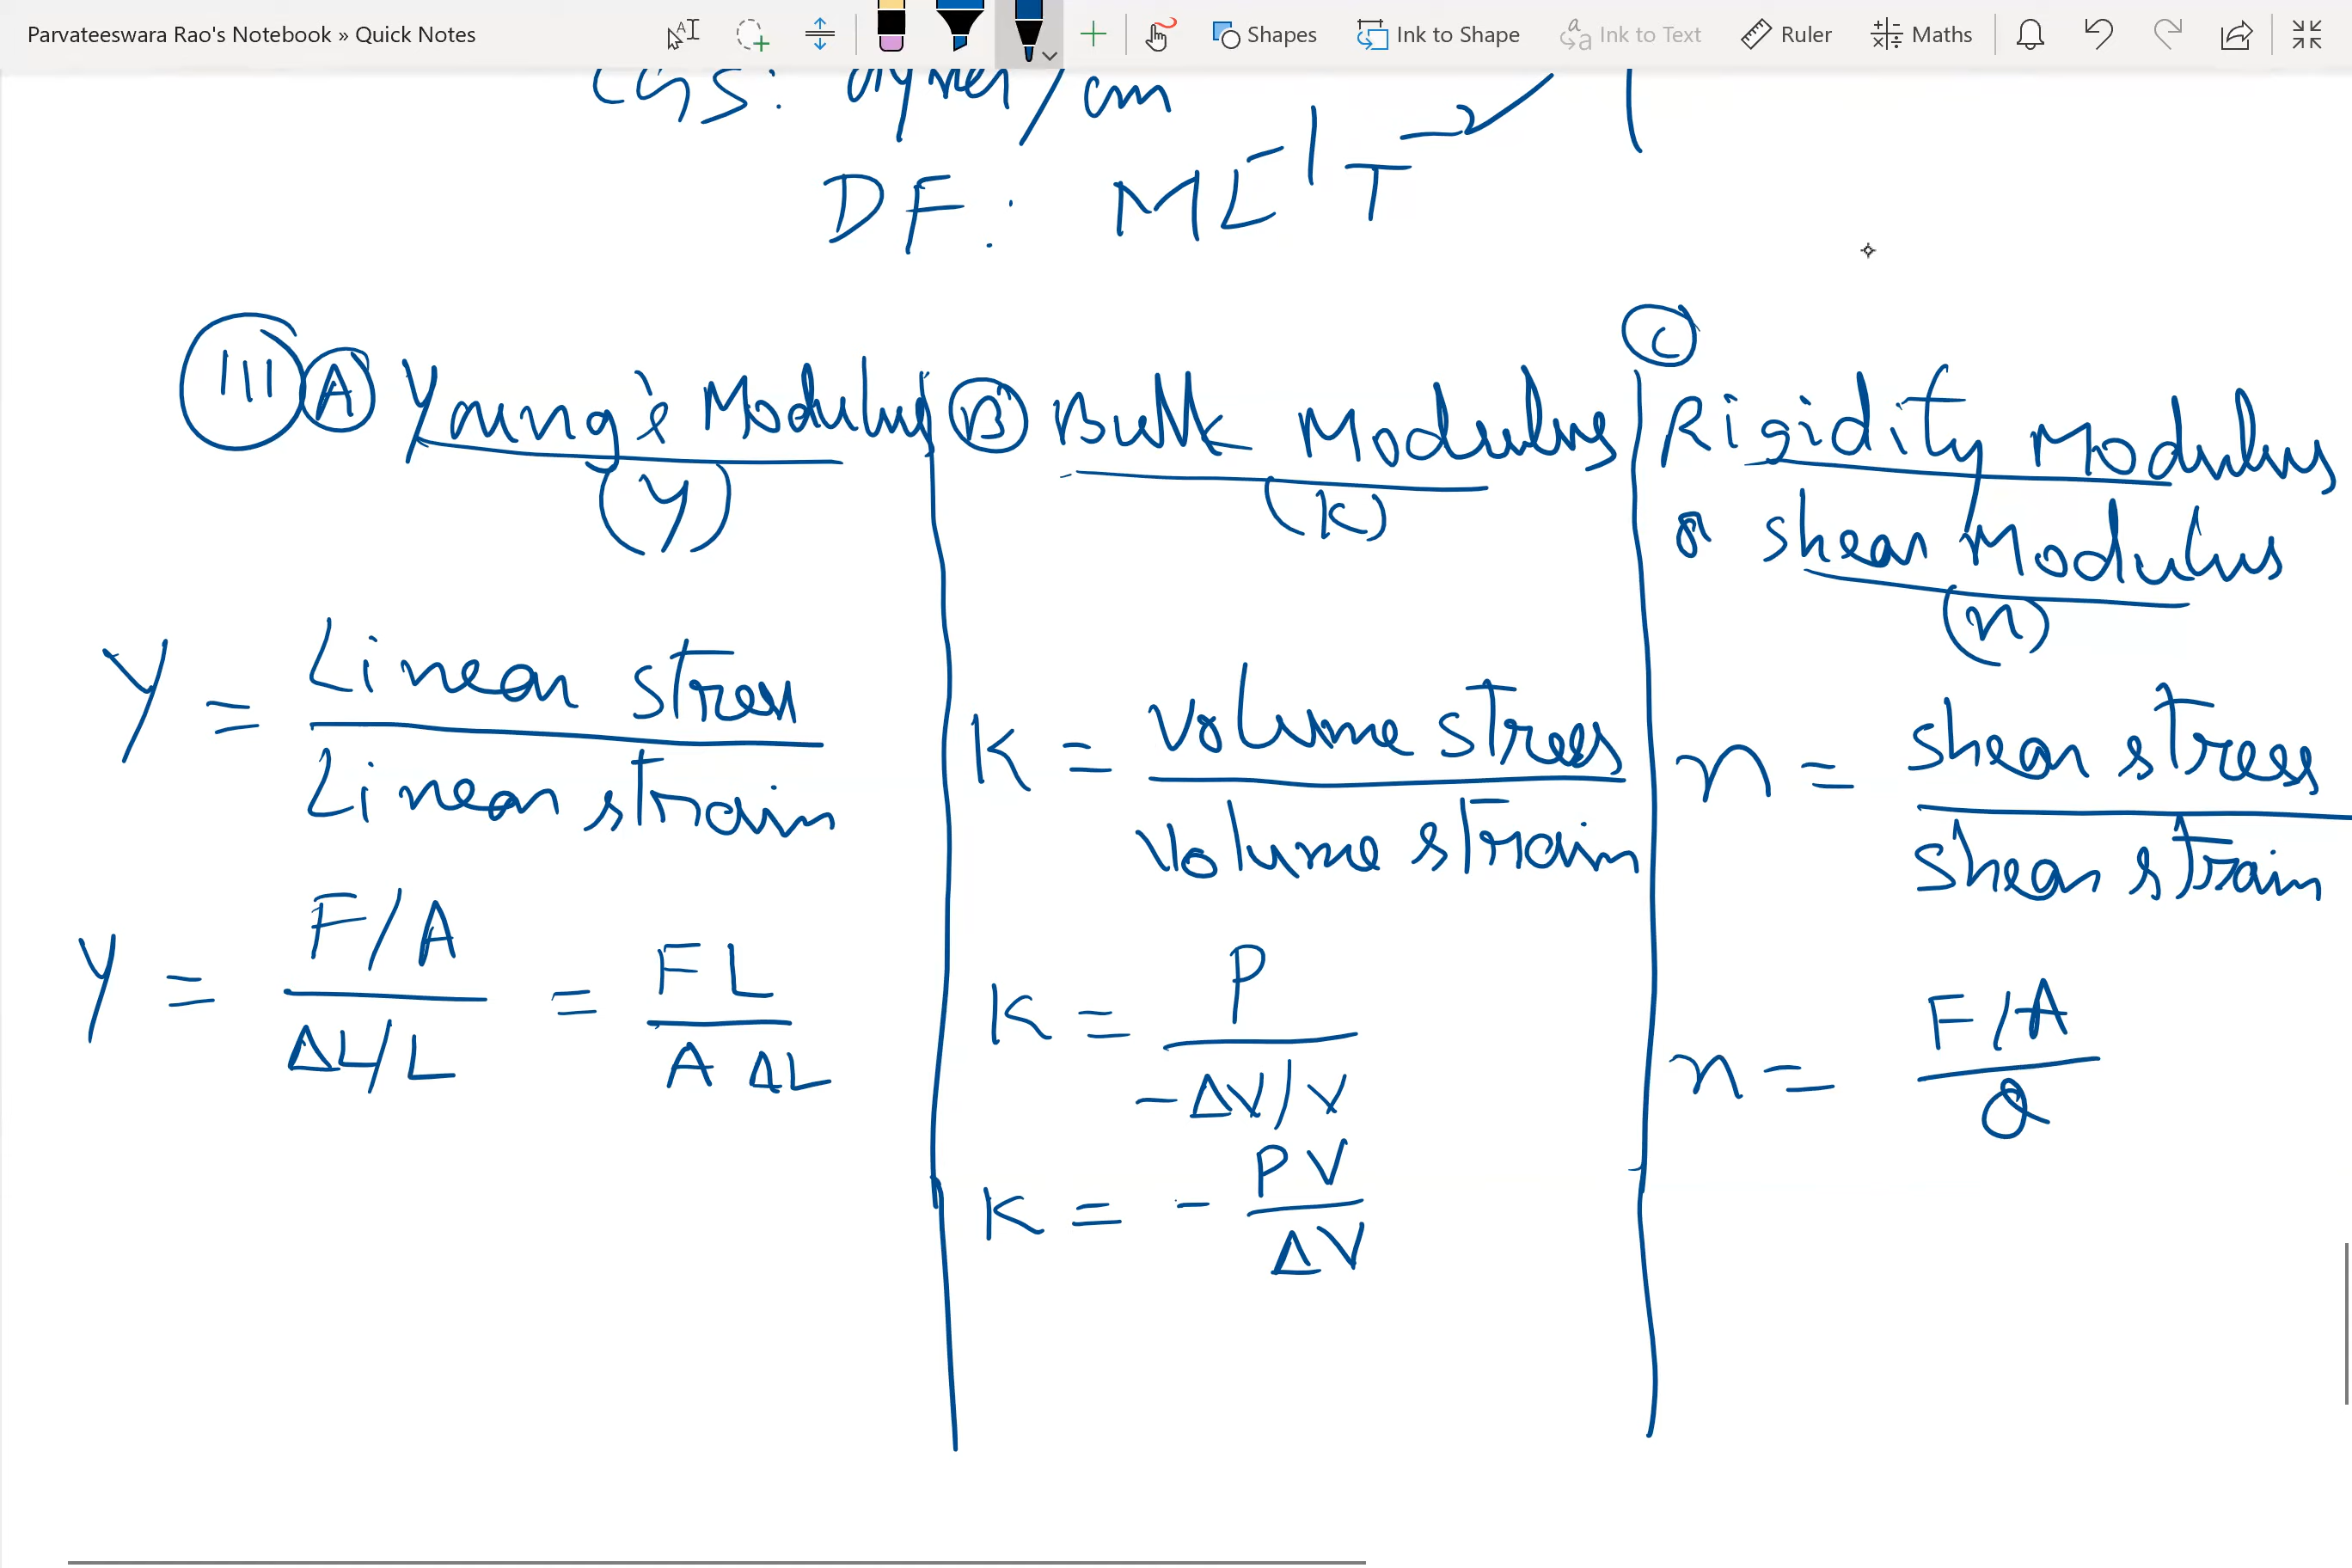 Parvateeswara Rao's Notebook » Quick Notes
Shapes
Ink to Shape
Ink to Text
Ruler
Maths
CGS: dynes/cm
DF: ML⁻¹T⁻²
III
A Young's Modulus
(Y)
Y = Linear stress / Linear strain
Y = F/A / ΔL/L = FL / A ΔL
B Bulk Modulus
(K)
K = Volume stress / Volume strain
K = P / -ΔV/V
K = - PV / ΔV
C
Rigidity Modulus
or Shear Modulus
(n)
n = Shear stress / Shear strain
n = F/A / θ